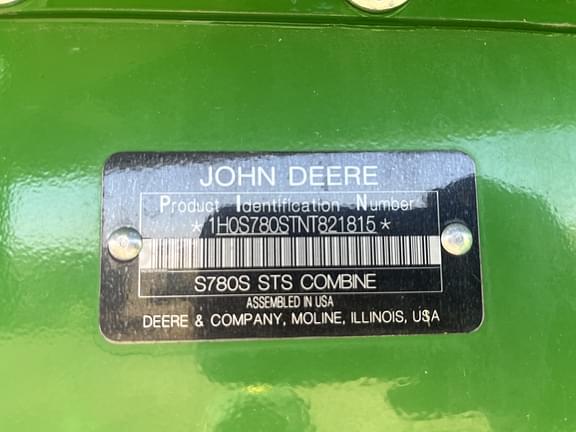 JOHN DEERE
Product Identification Number
*1H0S780STNT821815*
S780S STS COMBINE
ASSEMBLED IN USA
DEERE & COMPANY, MOLINE, ILLINOIS, USA